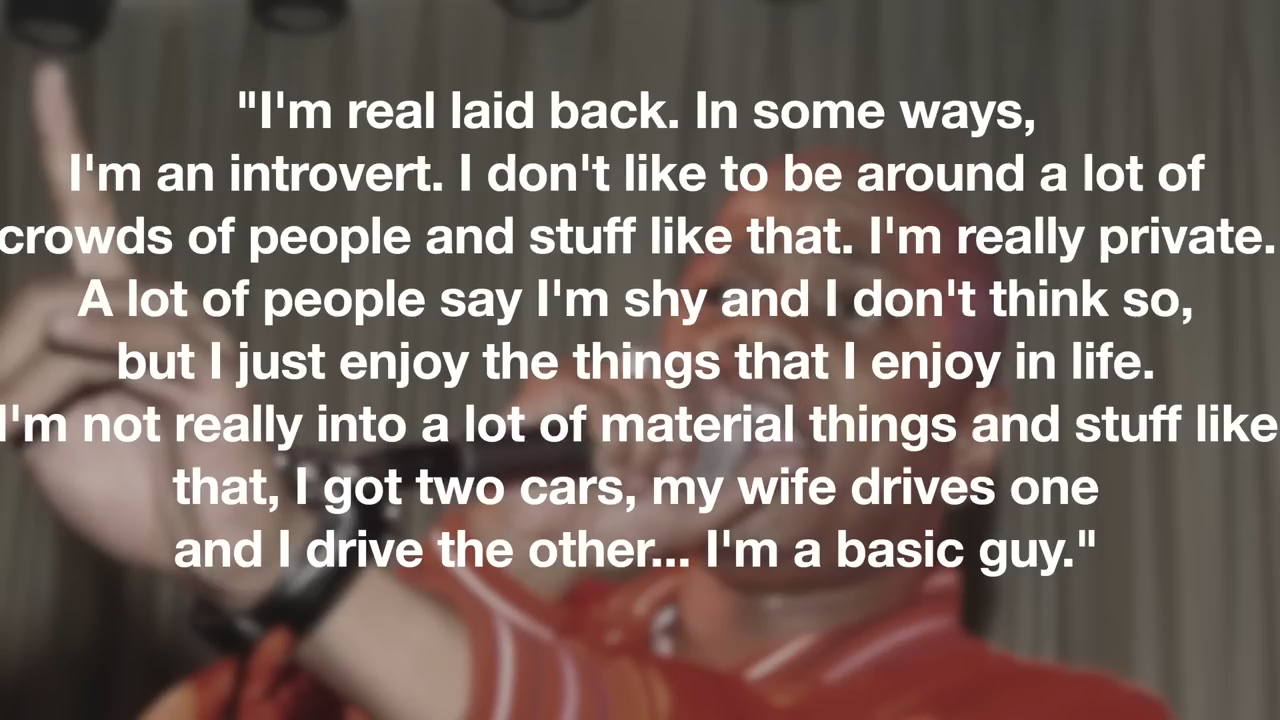 "I'm real laid back. In some ways,
I'm an introvert. I don't like to be around a lot of
crowds of people and stuff like that. I'm really private.
A lot of people say I'm shy and I don't think so,
but I just enjoy the things that I enjoy in life.
I'm not really into a lot of material things and stuff like
that, I got two cars, my wife drives one
and I drive the other... I'm a basic guy."